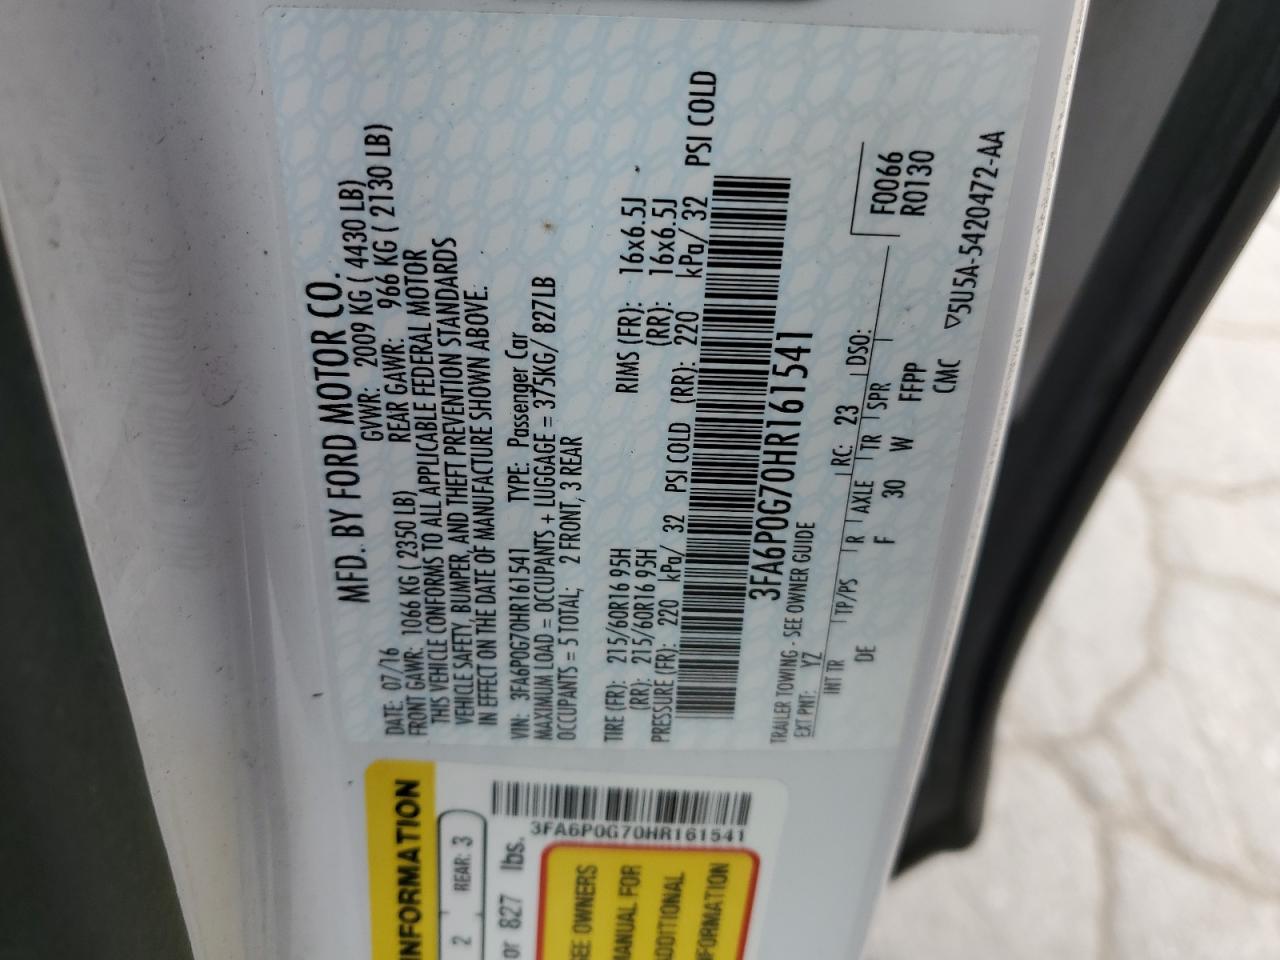 MFD. BY FORD MOTOR CO.
DATE: 07/16 GVWR: 2009 KG ( 4430 LB)
FRONT GAWR: 1066 KG ( 2350 LB) REAR GAWR: 966 KG ( 2130 LB)
THIS VEHICLE CONFORMS TO ALL APPLICABLE FEDERAL MOTOR
VEHICLE SAFETY, BUMPER, AND THEFT PREVENTION STANDARDS
IN EFFECT ON THE DATE OF MANUFACTURE SHOWN ABOVE.
VIN: 3FA6P0G70HR161541 TYPE: Passenger Car
MAXIMUM LOAD = OCCUPANTS + LUGGAGE = 375KG/ 827LB
OCCUPANTS = 5 TOTAL; 2 FRONT, 3 REAR
TIRE (FR): 215/60R16 95H RIMS (FR): 16x6.5J
(RR): 215/60R16 95H (RR): 16x6.5J
PRESSURE (FR): 220 kPa/ 32 PSI COLD (RR): 220 kPa/ 32 PSI COLD
3FA6P0G70HR161541
TRAILER TOWING - SEE OWNER GUIDE
EXT PNT: YZ RC: 23 DSO:
INT TR TP/PS R AXLE TR SPR
DE F 30 W FFPP
CMC
F0066
R0130
▽5U5A-5420472-AA
INFORMATION
2 REAR: 3
or 827 lbs.
3FA6P0G70HR161541
SEE OWNERS
MANUAL FOR
ADDITIONAL
INFORMATION